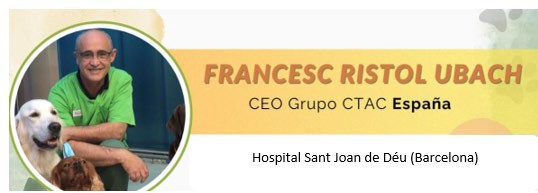 FRANCESC RISTOL UBACH
CEO Grupo CTAC España
Hospital Sant Joan de Déu (Barcelona)